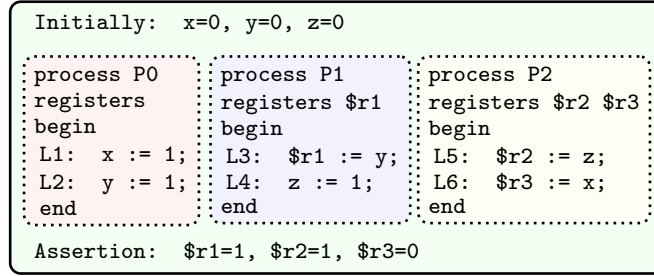 Initially: x=0, y=0, z=0
process P0
registers
begin
L1: x := 1;
L2: y := 1;
end
process P1
registers $r1
begin
L3: $r1 := y;
L4: z := 1;
end
process P2
registers $r2 $r3
begin
L5: $r2 := z;
L6: $r3 := x;
end
Assertion: $r1=1, $r2=1, $r3=0